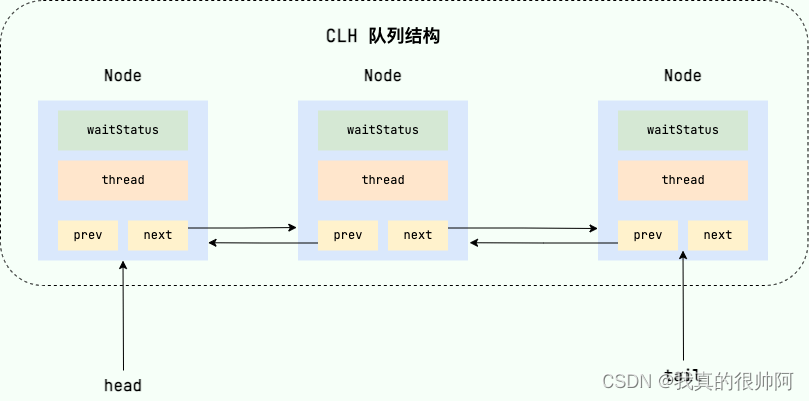 CLH 队列结构
Node Node Node
waitStatus waitStatus waitStatus
thread thread thread
prev next prev next prev next
head tail
CSDN @我真的很帅阿